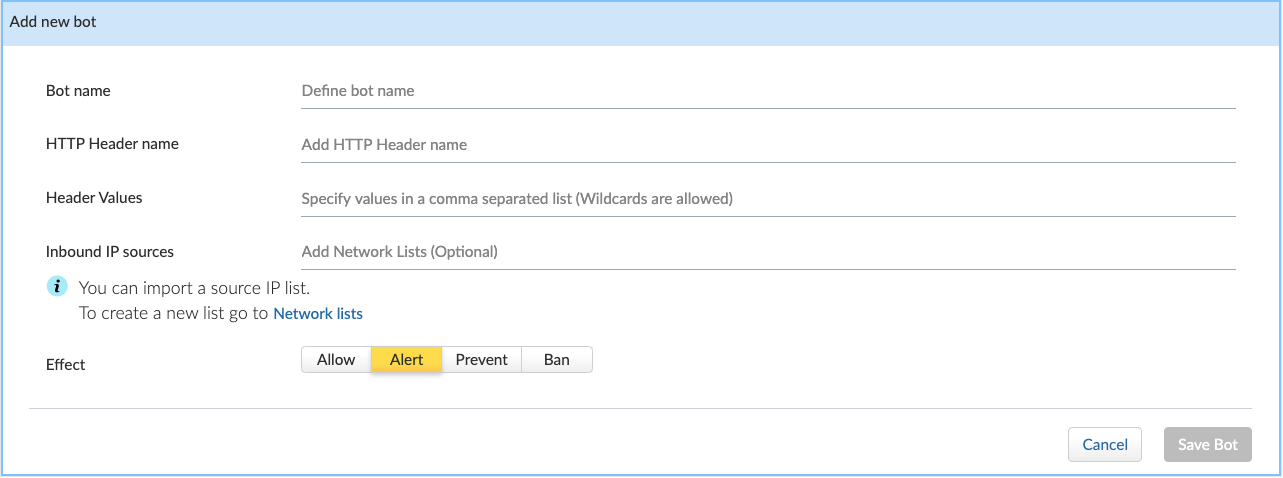 Add new bot
Bot name Define bot name
HTTP Header name Add HTTP Header name
Header Values Specify values in a comma separated list (Wildcards are allowed)
Inbound IP sources Add Network Lists (Optional)
i You can import a source IP list.
To create a new list go to Network lists
Effect Allow Alert Prevent Ban
Cancel Save Bot